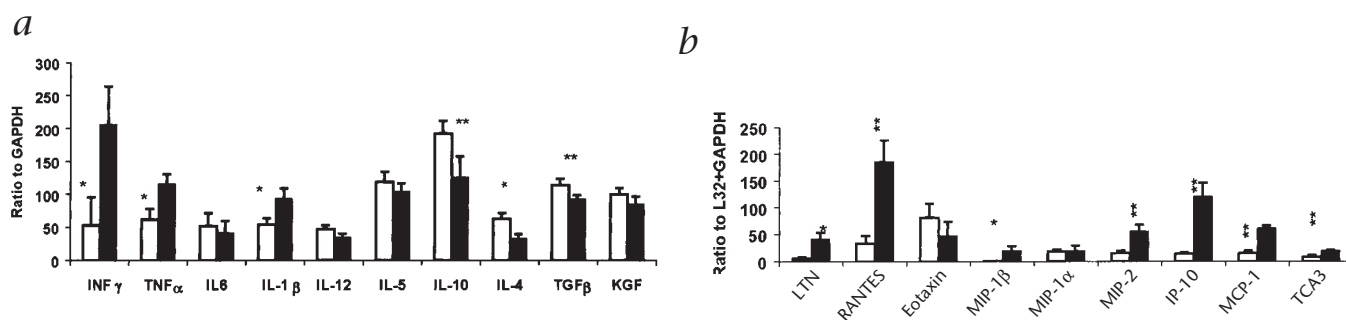 a
Ratio to GAPDH
300
250
200
150
100
50
0
* * * ** * **
INF γ TNFα IL6 IL-1 β IL-12 IL-5 IL-10 IL-4 TGFβ KGF
b
Ratio to L32+GAPDH
250
200
150
100
50
0
* ** * ** ** ** **
LTN RANTES Eotaxin MIP-1β MIP-1α MIP-2 IP-10 MCP-1 TCA3